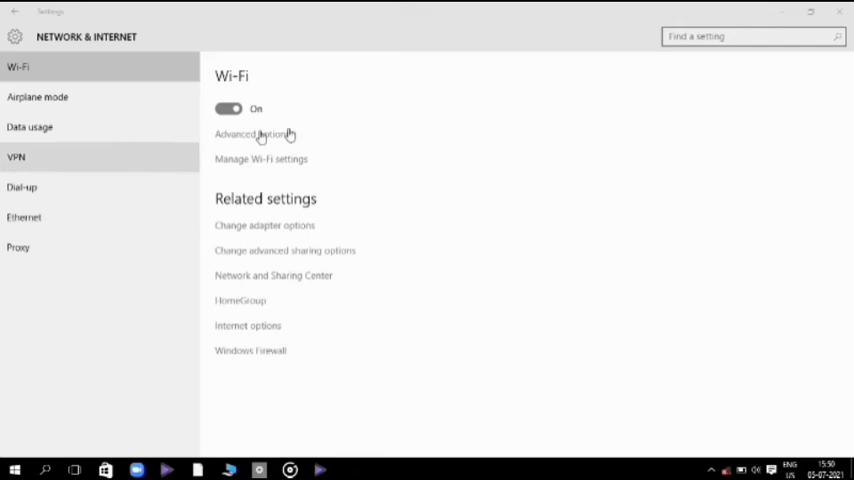 Settings
NETWORK & INTERNET
Find a setting
Wi-Fi
Airplane mode
Data usage
VPN
Dial-up
Ethernet
Proxy
Wi-Fi
On
Advanced options
Manage Wi-Fi settings
Related settings
Change adapter options
Change advanced sharing options
Network and Sharing Center
HomeGroup
Internet options
Windows Firewall
ENG
US
15:50
05-07-2021